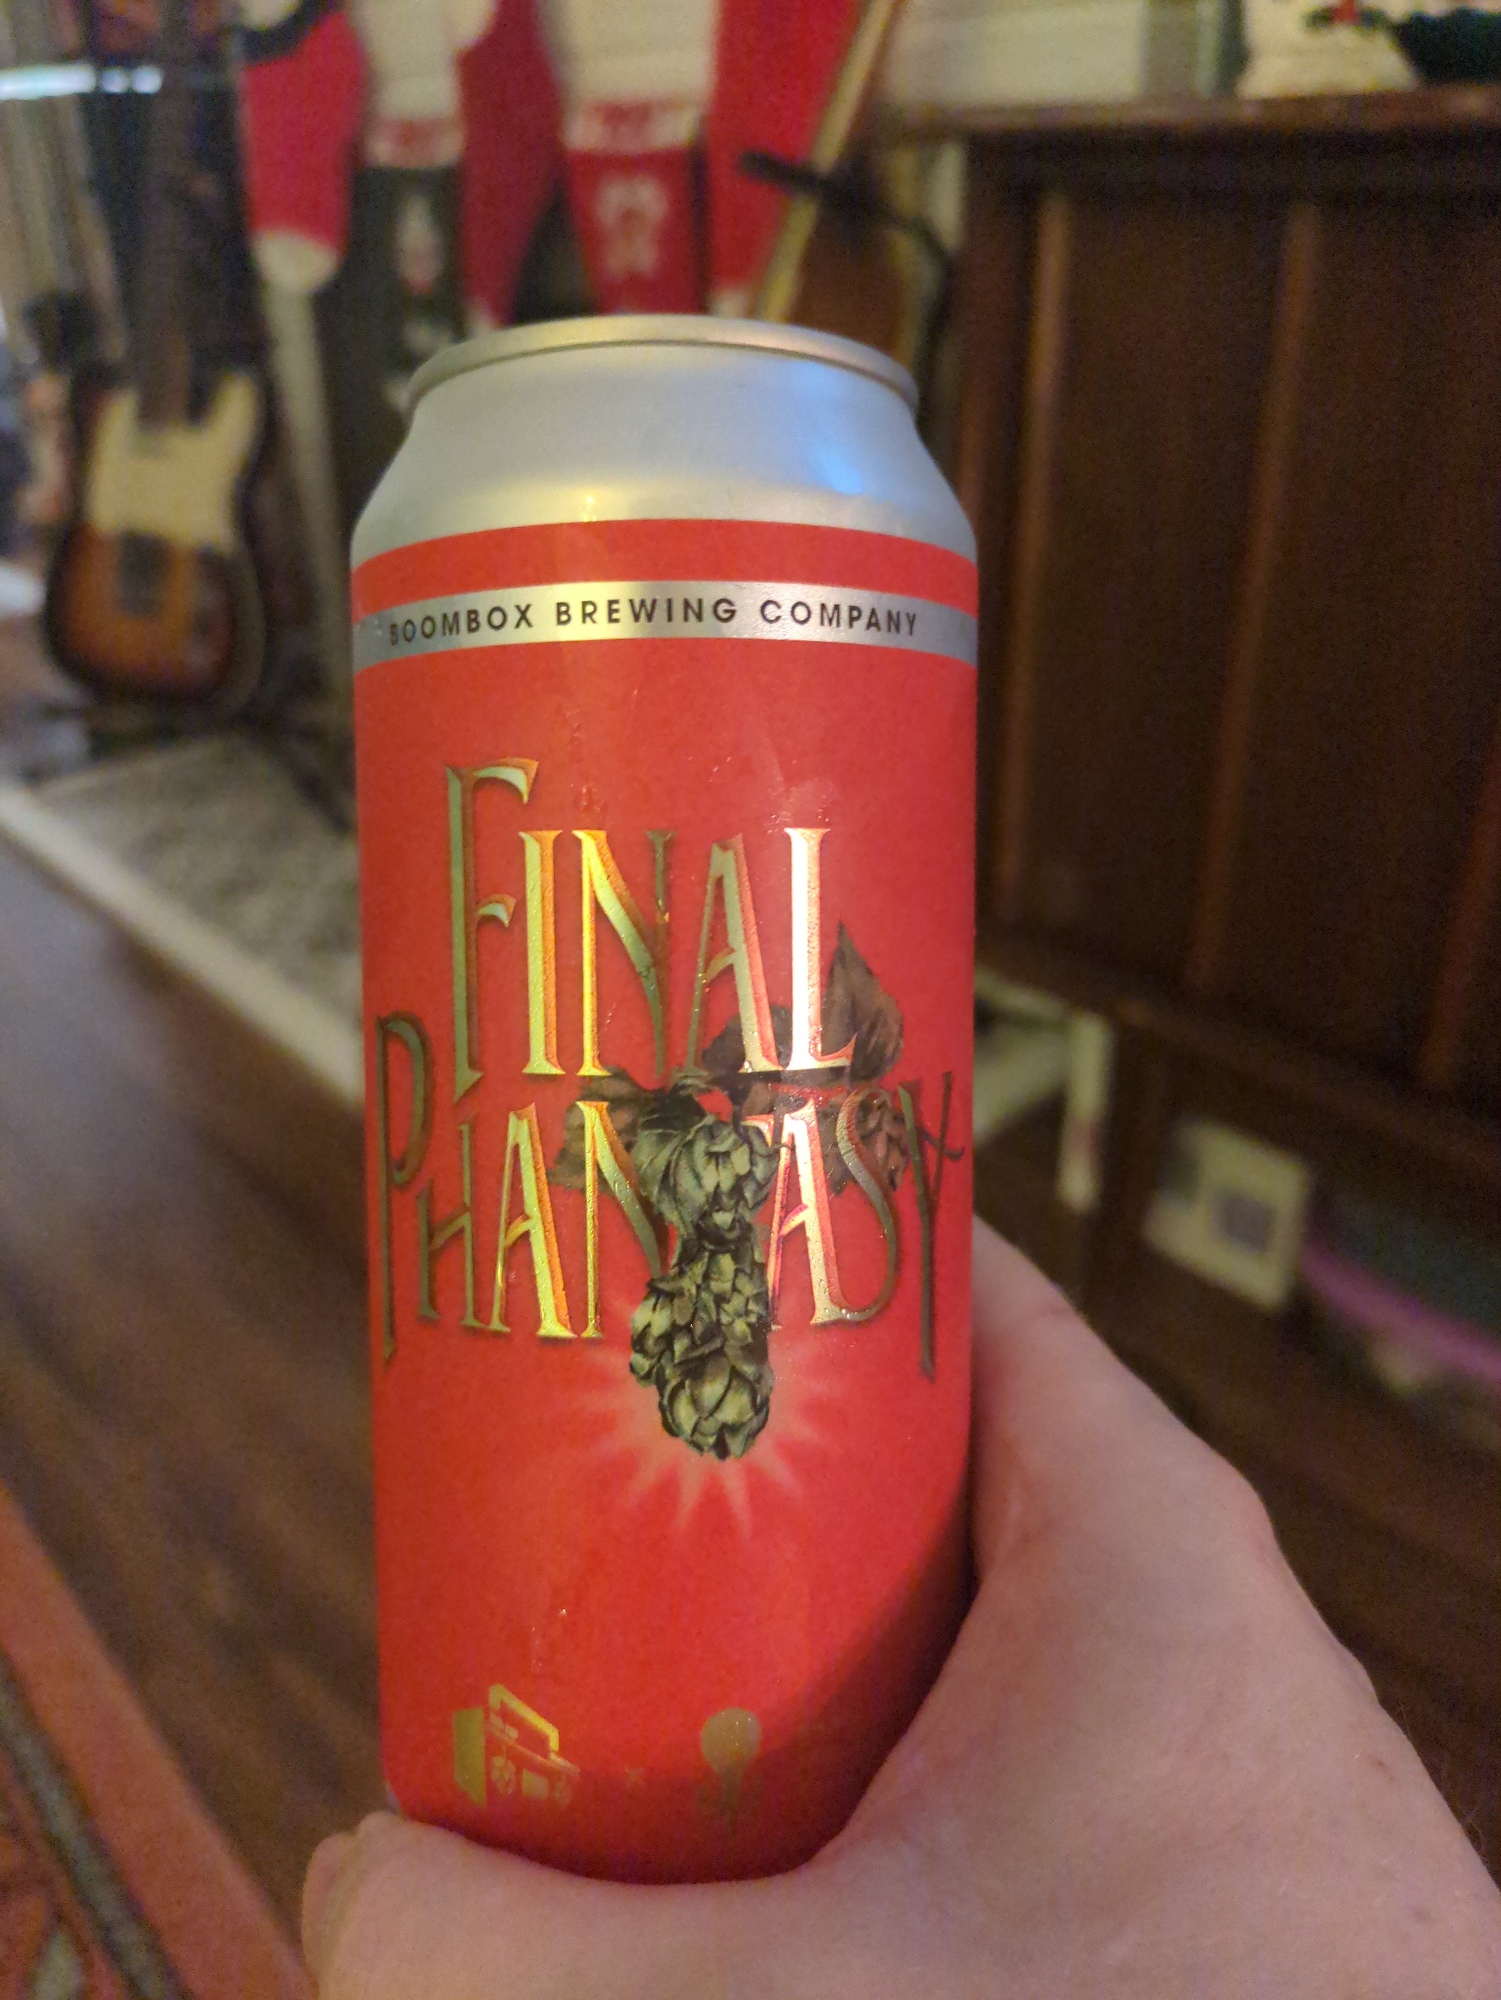 BOOMBOX BREWING COMPANY
FINAL
PHANTASY
x